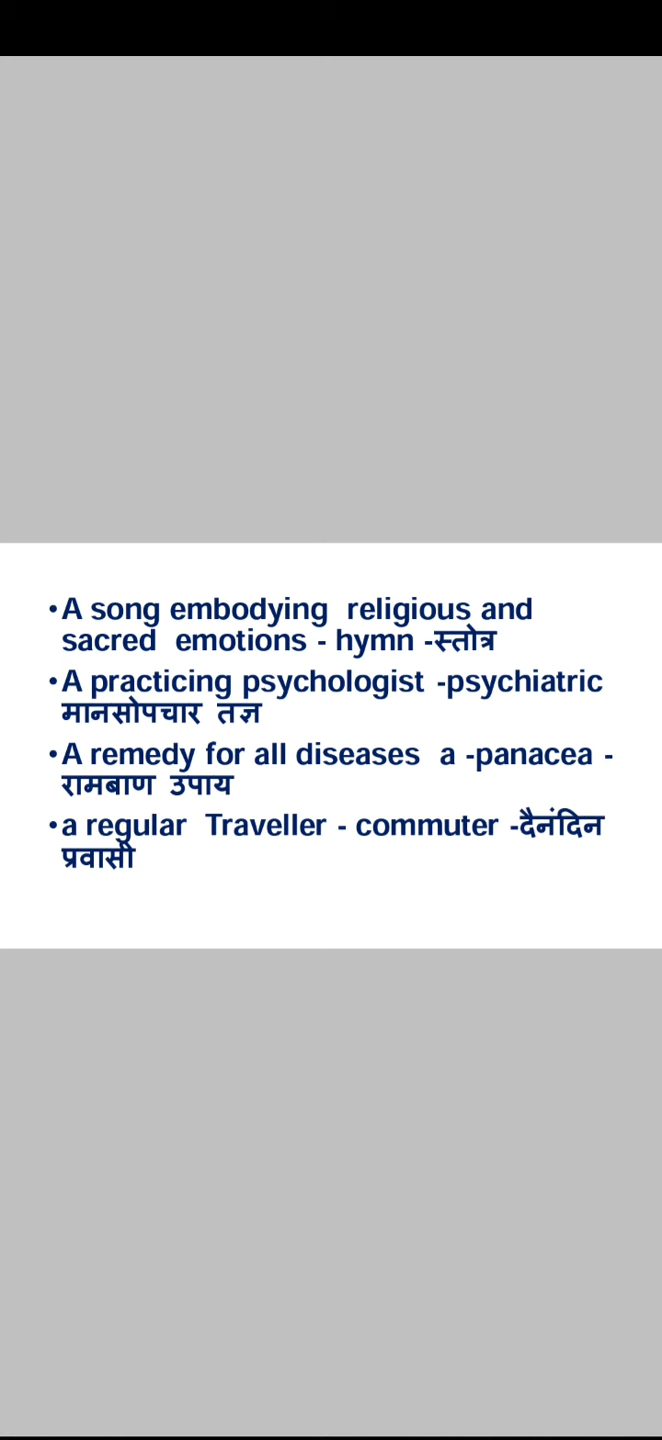 •A song embodying religious and
sacred emotions - hymn -स्तोत्र
•A practicing psychologist -psychiatric
मानसोपचार तज्ञ
•A remedy for all diseases a -panacea -
रामबाण उपाय
•a regular Traveller - commuter -दैनंदिन
प्रवासी